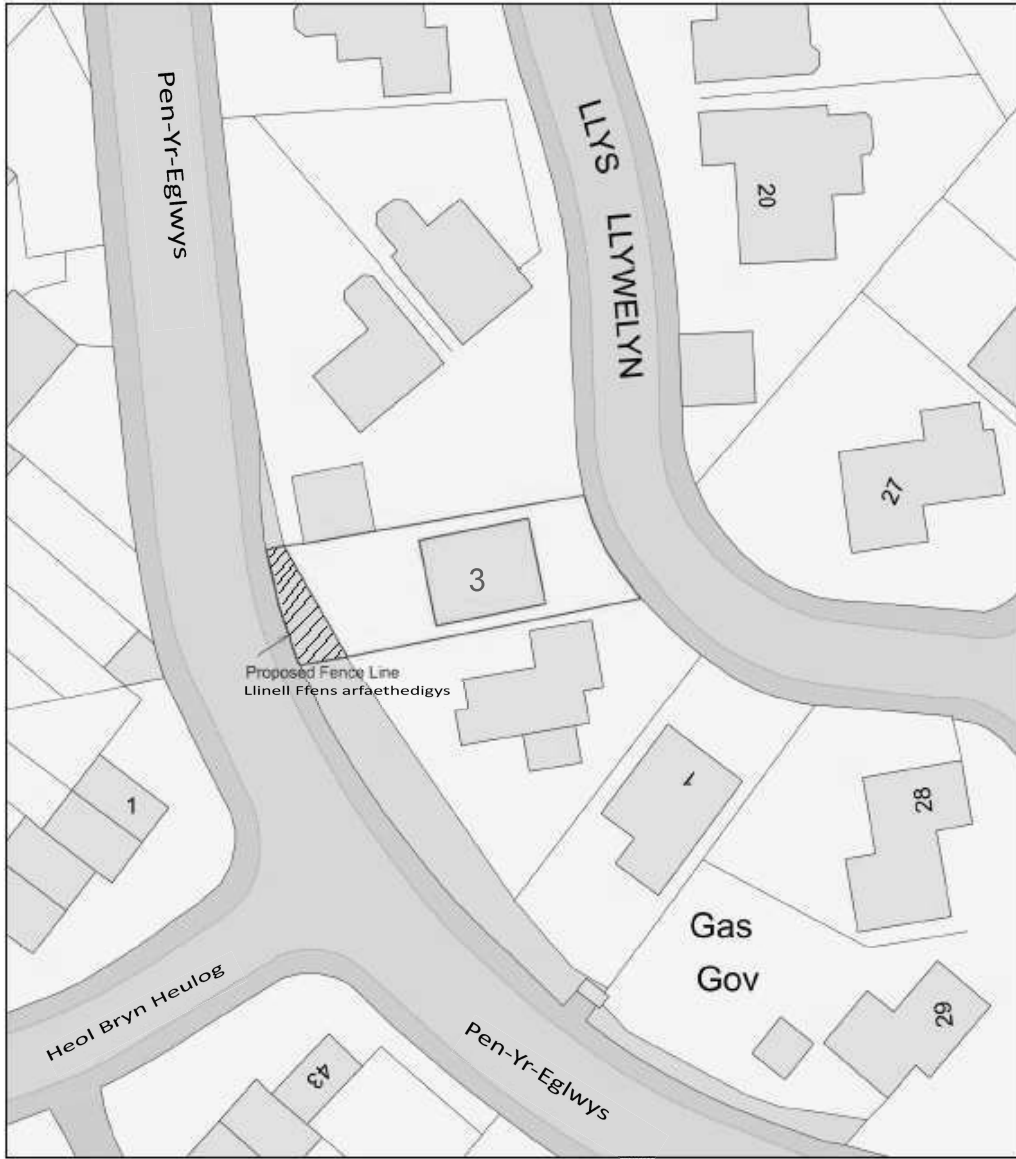 Pen-Yr-Eglwys
LLYS LLYWELYN
20
27
3
Proposed Fence Line
Llinell Ffens arfaethedigys
1
1
28
Gas
Gov
Heol Bryn Heulog
29
Pen-Yr-Eglwys
43